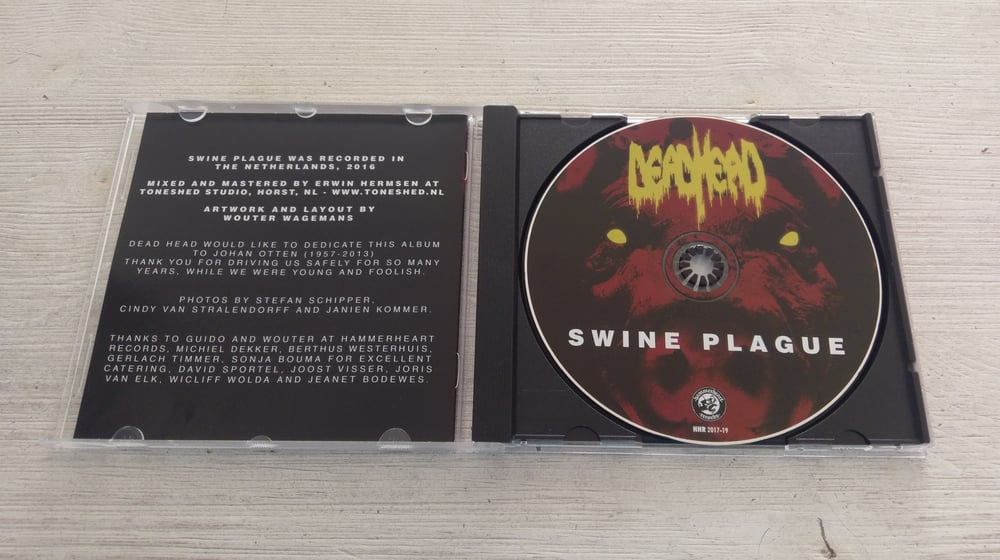 SWINE PLAGUE WAS RECORDED IN
THE NETHERLANDS, 2016
MIXED AND MASTERED BY ERWIN HERMSEN AT
TONESHED STUDIO, HORST, NL - WWW.TONESHED.NL
ARTWORK AND LAYOUT BY
WOUTER WAGEMANS
DEAD HEAD WOULD LIKE TO DEDICATE THIS ALBUM
TO JOHAN OTTEN (1957-2013)
THANK YOU FOR DRIVING US SAFELY FOR SO MANY
YEARS, WHILE WE WERE YOUNG AND FOOLISH.
PHOTOS BY STEFAN SCHIPPER,
CINDY VAN STRALENDORFF AND JANIEN KOMMER.
THANKS TO GUIDO AND WOUTER AT HAMMERHEART
RECORDS, MICHIEL DEKKER, BERTHUS WESTERHUIS,
GERLACH TIMMER, SONJA BOUMA FOR EXCELLENT
CATERING, DAVID SPORTEL, JOOST VISSER, JORIS
VAN ELK, WICLIFF WOLDA AND JEANET BODEWES.
DEADHEAD
SWINE PLAGUE
hammerheart
records
HHR 2017-19